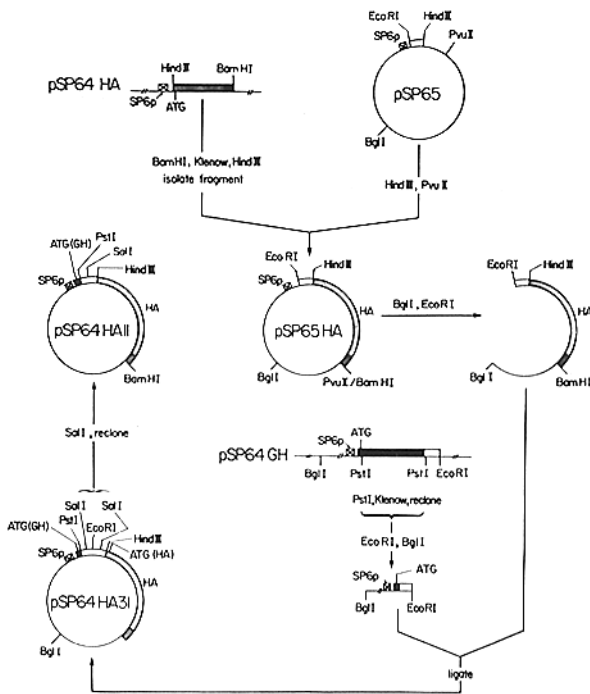 EcoRI
Hind III
SP6p
PvuII
pSP65
BglI
pSP64 HA
Hind III
BamHI
SP6p
ATG
BamHI, Klenow, Hind III
isolate fragment
Hind III, PvuII
ATG(GH)
PstI
SalI
Hind III
SP6p
HA
pSP64 HAII
BamHI
EcoRI
Hind III
SP6p
HA
pSP65 HA
BglI
PvuII/BamHI
BglI, EcoRI
EcoRI
Hind III
HA
BglI
BamHI
SalI, reclone
ATG
SP6p
pSP64 GH
BglI
PstI
PstI
EcoRI
PstI, Klenow, reclone
EcoRI, BglI
SP6p
ATG
BglI
EcoRI
SalI
SalI
PstI
EcoRI
ATG(GH)
Hind III
SP6p
ATG(HA)
HA
pSP64 HA31
BglI
ligate